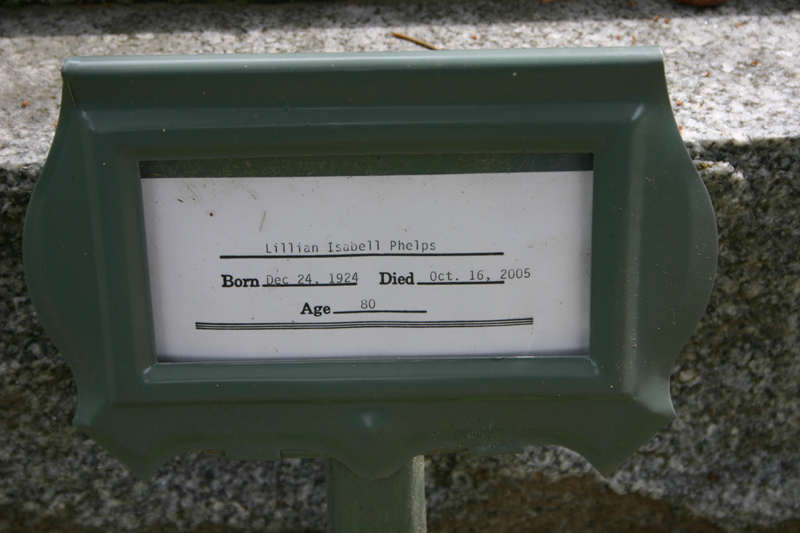 Lillian Isabell Phelps
Born Dec 24, 1924 Died Oct. 16, 2005
Age 80